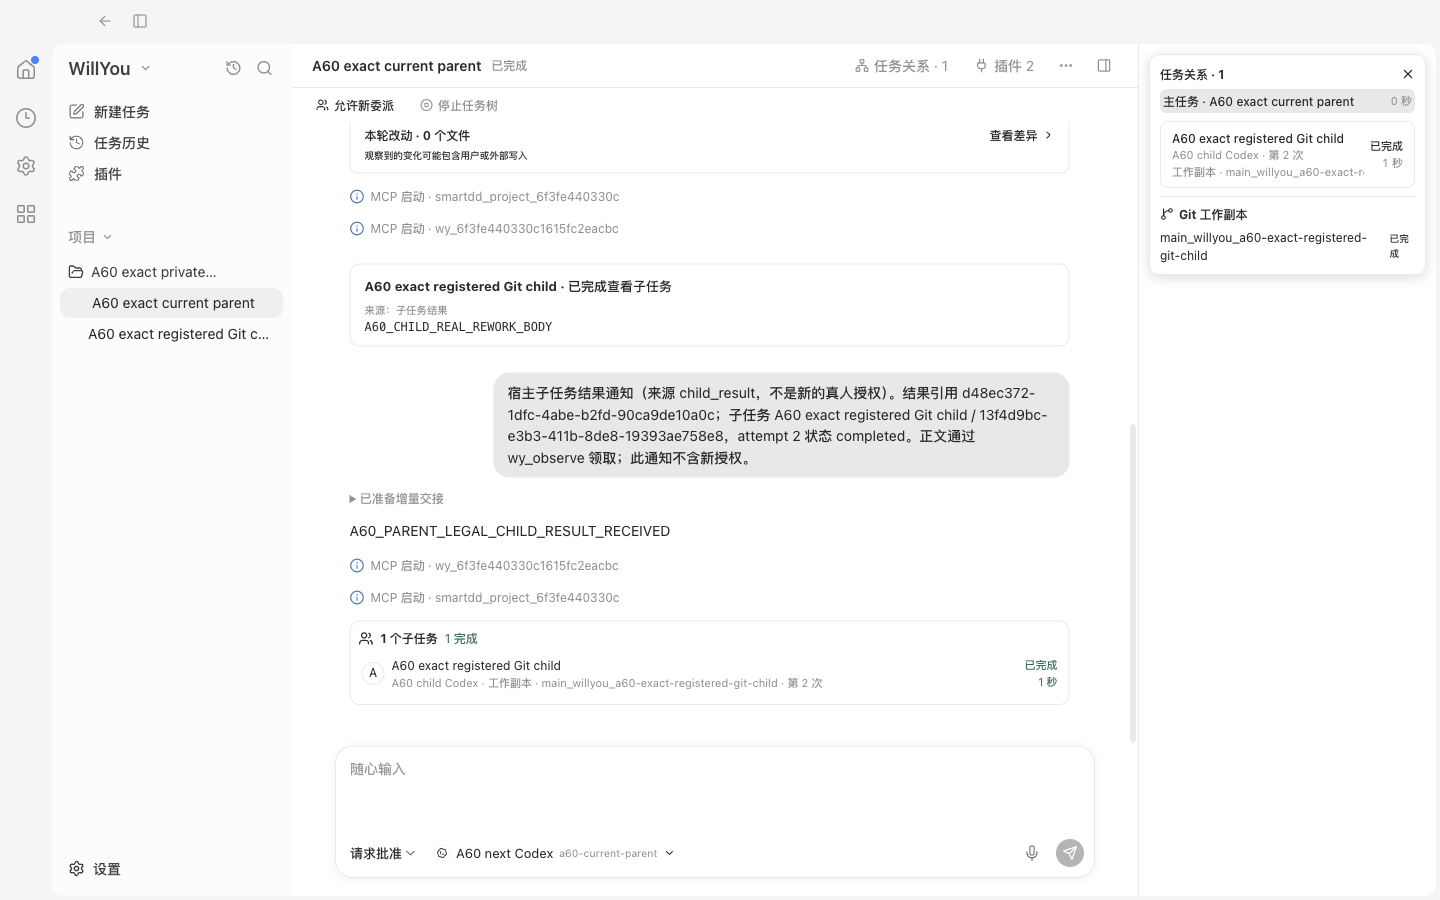 WillYou
新建任务
任务历史
插件
项目
A60 exact private...
A60 exact current parent
A60 exact registered Git c...
设置
A60 exact current parent 已完成
任务关系 · 1
插件 2
允许新委派
停止任务树
本轮改动 · 0 个文件
查看差异
观察到的变化可能包含用户或外部写入
MCP 启动 · smartdd_project_6f3fe440330c
MCP 启动 · wy_6f3fe440330c1615fc2eacbc
A60 exact registered Git child · 已完成查看子任务
来源：子任务结果
A60_CHILD_REAL_REWORK_BODY
宿主子任务结果通知（来源 child_result，不是新的真人授权）。结果引用 d48ec372-
1dfc-4abe-b2fd-90ca9de10a0c；子任务 A60 exact registered Git child / 13f4d9bc-
e3b3-411b-8de8-19393ae758e8，attempt 2 状态 completed。正文通过
wy_observe 领取；此通知不含新授权。
已准备增量交接
A60_PARENT_LEGAL_CHILD_RESULT_RECEIVED
MCP 启动 · wy_6f3fe440330c1615fc2eacbc
MCP 启动 · smartdd_project_6f3fe440330c
1 个子任务 1 完成
A
A60 exact registered Git child
已完成
A60 child Codex · 工作副本 · main_willyou_a60-exact-registered-git-child · 第 2 次
1 秒
随心输入
请求批准
A60 next Codex a60-current-parent
任务关系 · 1
主任务 · A60 exact current parent 0 秒
A60 exact registered Git child
已完成
A60 child Codex · 第 2 次
1 秒
工作副本 · main_willyou_a60-exact-r
Git 工作副本
main_willyou_a60-exact-registered-
git-child
已完
成